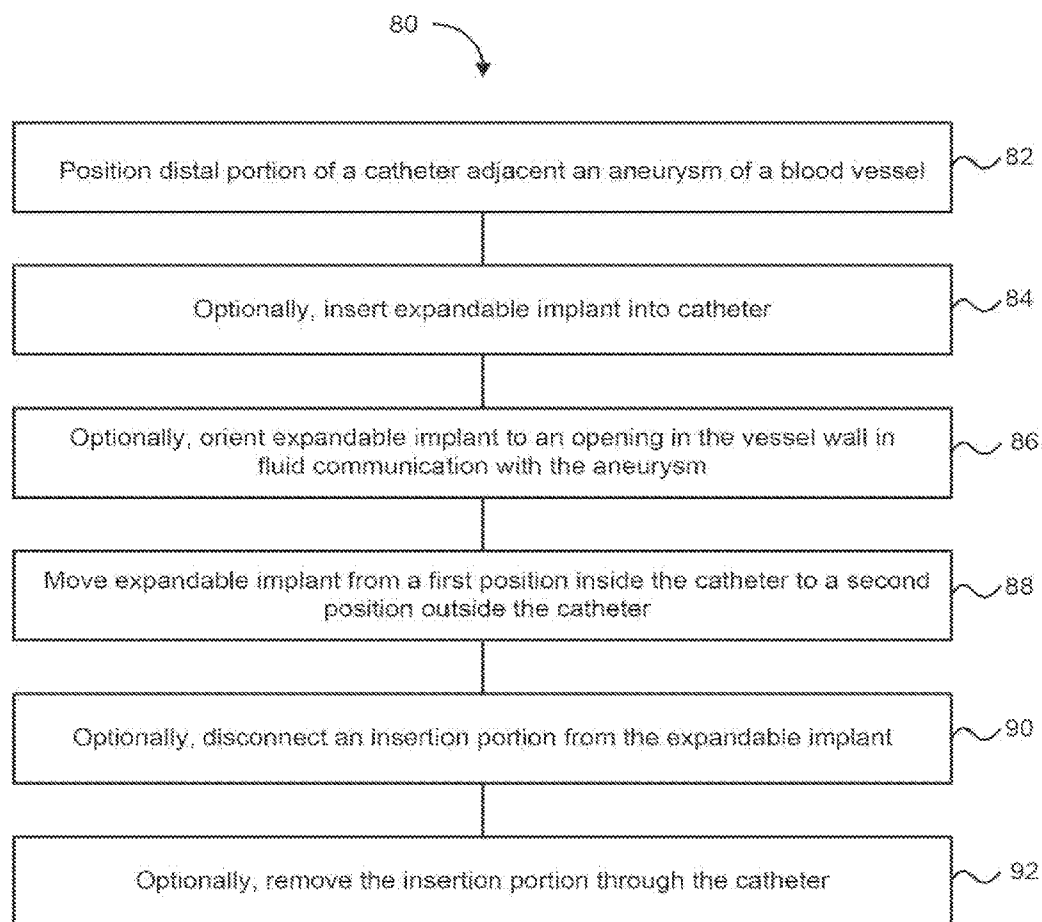 80
Position distal portion of a catheter adjacent an aneurysm of a blood vessel
82
Optionally, insert expandable implant into catheter
84
Optionally, orient expandable implant to an opening in the vessel wall in
fluid communication with the aneurysm
86
Move expandable implant from a first position inside the catheter to a second
position outside the catheter
88
Optionally, disconnect an insertion portion from the expandable implant
90
Optionally, remove the insertion portion through the catheter
92